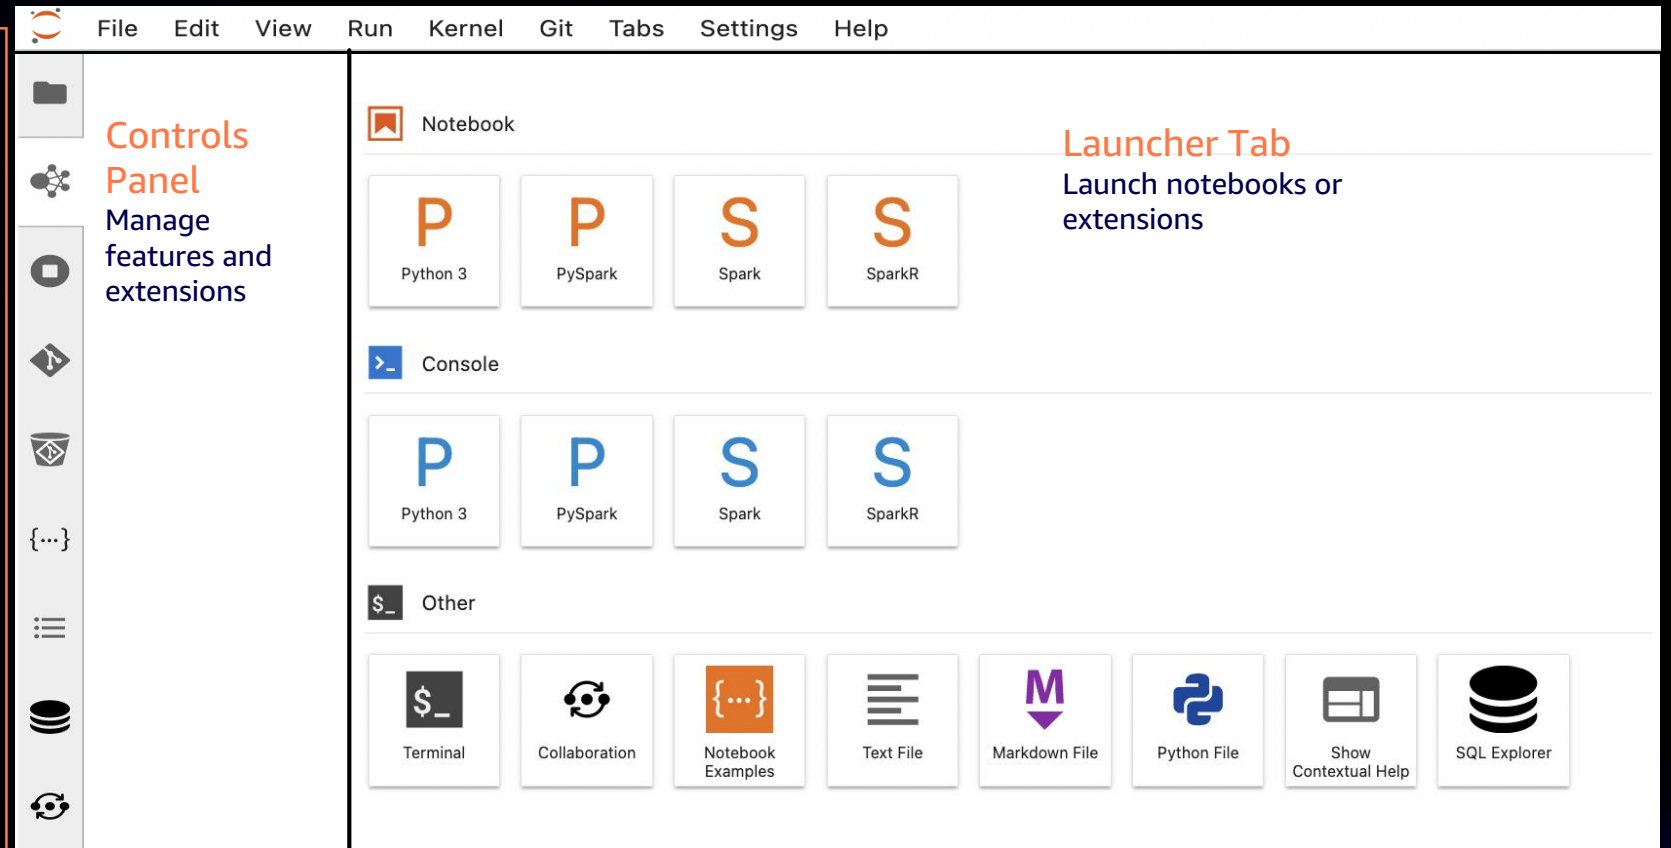 File Edit View Run Kernel Git Tabs Settings Help
Controls
Panel
Manage
features and
extensions
Notebook
Launcher Tab
Launch notebooks or
extensions
P P S S
Python 3 PySpark Spark SparkR
>_ Console
P P S S
Python 3 PySpark Spark SparkR
{...}
$_ Other
$_ {...} M
Terminal Collaboration Notebook Examples Text File Markdown File Python File Show Contextual Help SQL Explorer